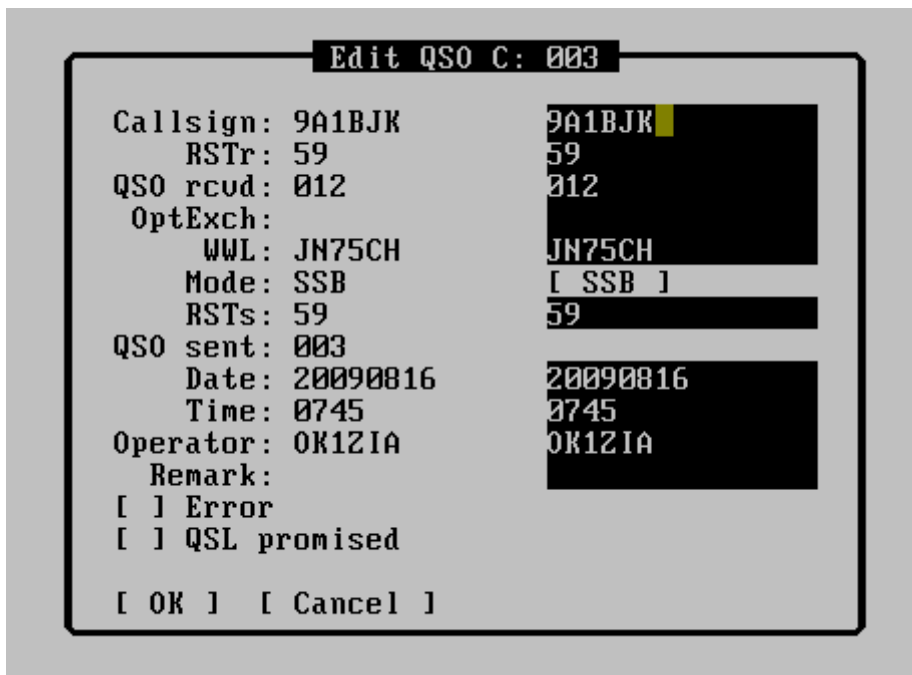 Edit QSO C: 003
Callsign: 9A1BJK 9A1BJK
RSTr: 59 59
QSO rcvd: 012 012
OptExch:
WWL: JN75CH JN75CH
Mode: SSB [ SSB ]
RSTs: 59 59
QSO sent: 003
Date: 20090816 20090816
Time: 0745 0745
Operator: OK1ZIA OK1ZIA
Remark:
[ ] Error
[ ] QSL promised
[ OK ] [ Cancel ]